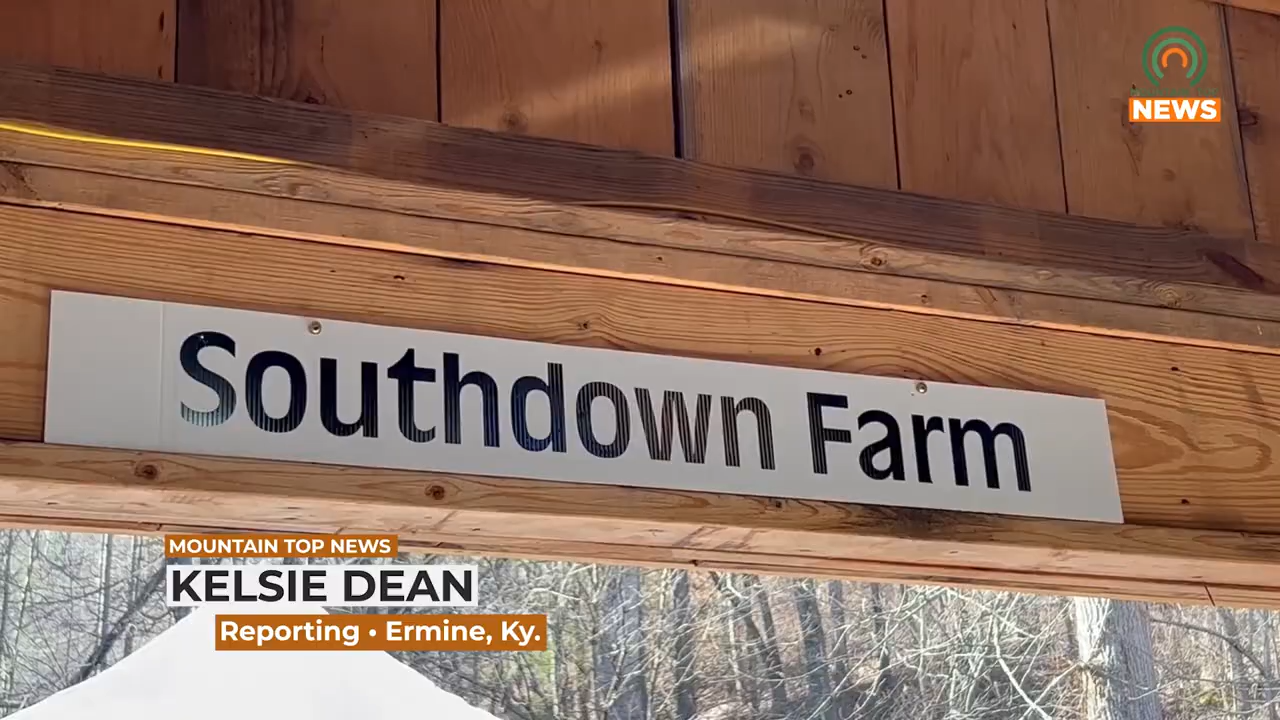 NEWS
Southdown Farm
MOUNTAIN TOP NEWS
KELSIE DEAN
Reporting • Ermine, Ky.